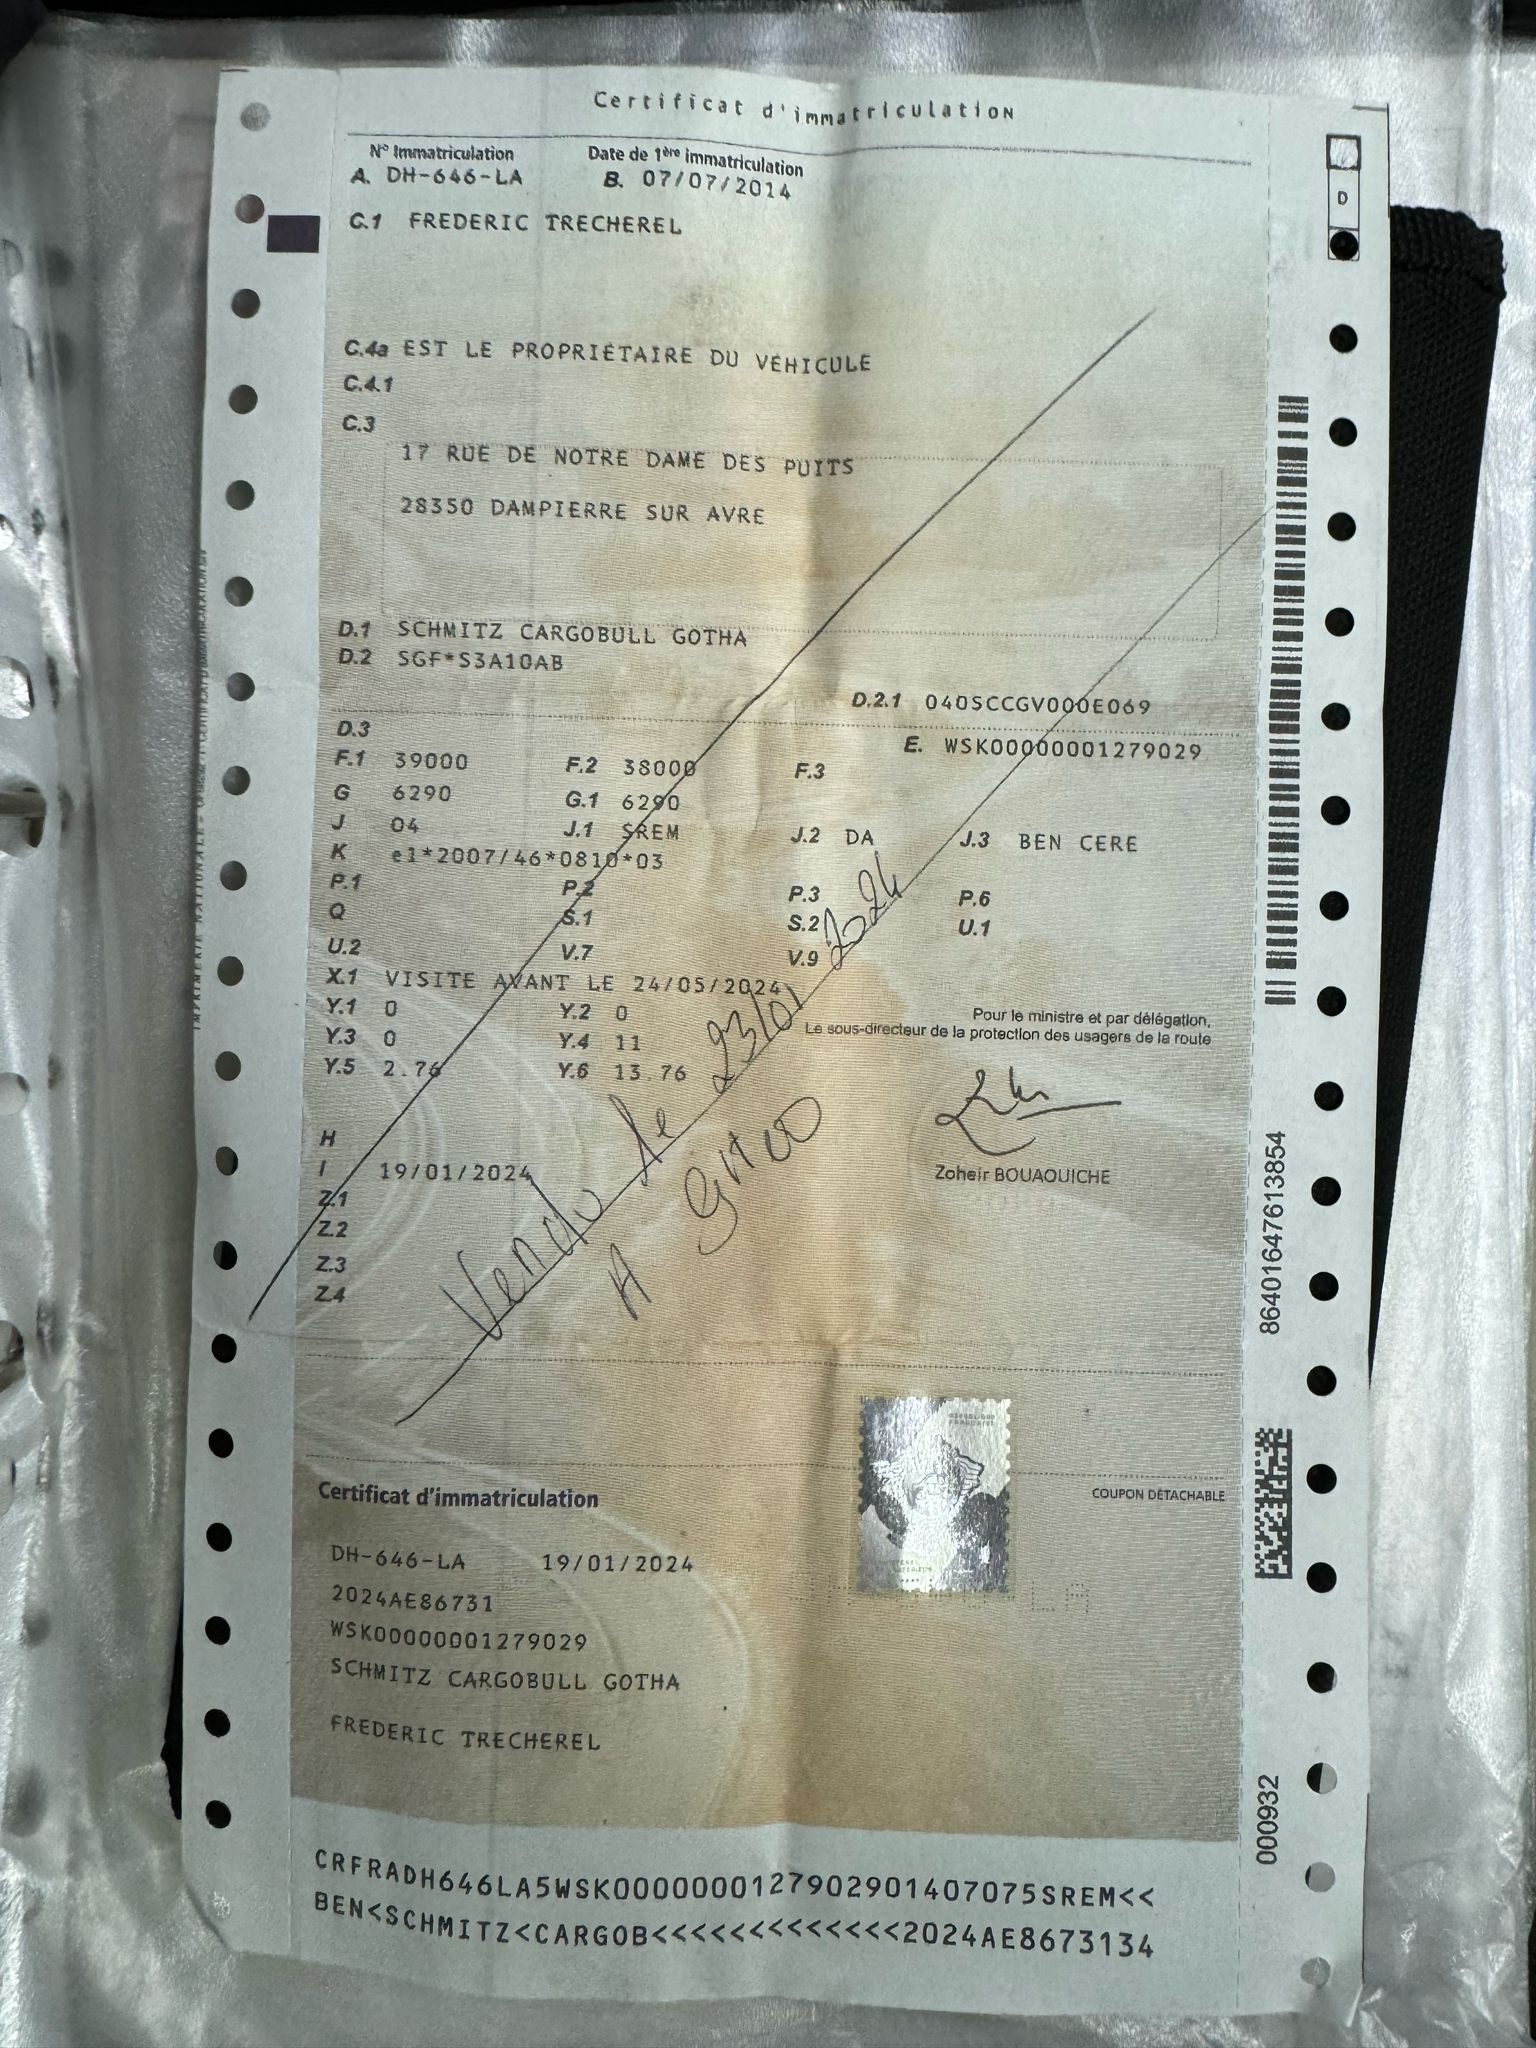 Certificat d'immatriculation
N° Immatriculation Date de 1ère immatriculation
A. DH-646-LA B. 07/07/2014
C.1 FREDERIC TRECHEREL
D
C.4a EST LE PROPRIETAIRE DU VEHICULE
C.4.1
C.3
17 RUE DE NOTRE DAME DES PUITS
28350 DAMPIERRE SUR AVRE
D.1 SCHMITZ CARGOBULL GOTHA
D.2 SGF*S3A10AB
D.2.1 040SCCGV000E069
D.3
E. WSK00000001279029
F.1 39000 F.2 38000 F.3
G 6290 G.1 6290
J 04 J.1 SREM J.2 DA J.3 BEN CERE
K e1*2007/46*0810*03
P.1 P.2 P.3 P.6
Q S.1 S.2 U.1
U.2 V.7 V.9
X.1 VISITE AVANT LE 24/05/2024
Y.1 0 Y.2 0
Y.3 0 Y.4 11
Y.5 2.76 Y.6 13.76
Pour le ministre et par délégation,
Le sous-directeur de la protection des usagers de la route
Zoheir BOUAOUICHE
H
I 19/01/2024
Z.1
Z.2
Z.3
Z.4
Vendu le 23/01/2024
A
Certificat d'immatriculation
COUPON DÉTACHABLE
DH-646-LA 19/01/2024
2024AE86731
WSK00000001279029
SCHMITZ CARGOBULL GOTHA
FREDERIC TRECHEREL
CRFRADH646LA5WSK0000000127902901407075SREM<<
BEN<SCHMITZ<CARGOB<<<<<<<<<<<<<2024AE8673134
86401647613854
000932